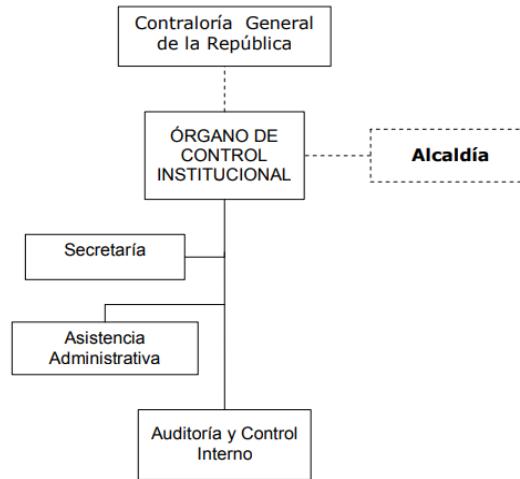 Contraloría General
de la República
ÓRGANO DE
CONTROL
INSTITUCIONAL
Alcaldía
Secretaría
Asistencia
Administrativa
Auditoría y Control
Interno